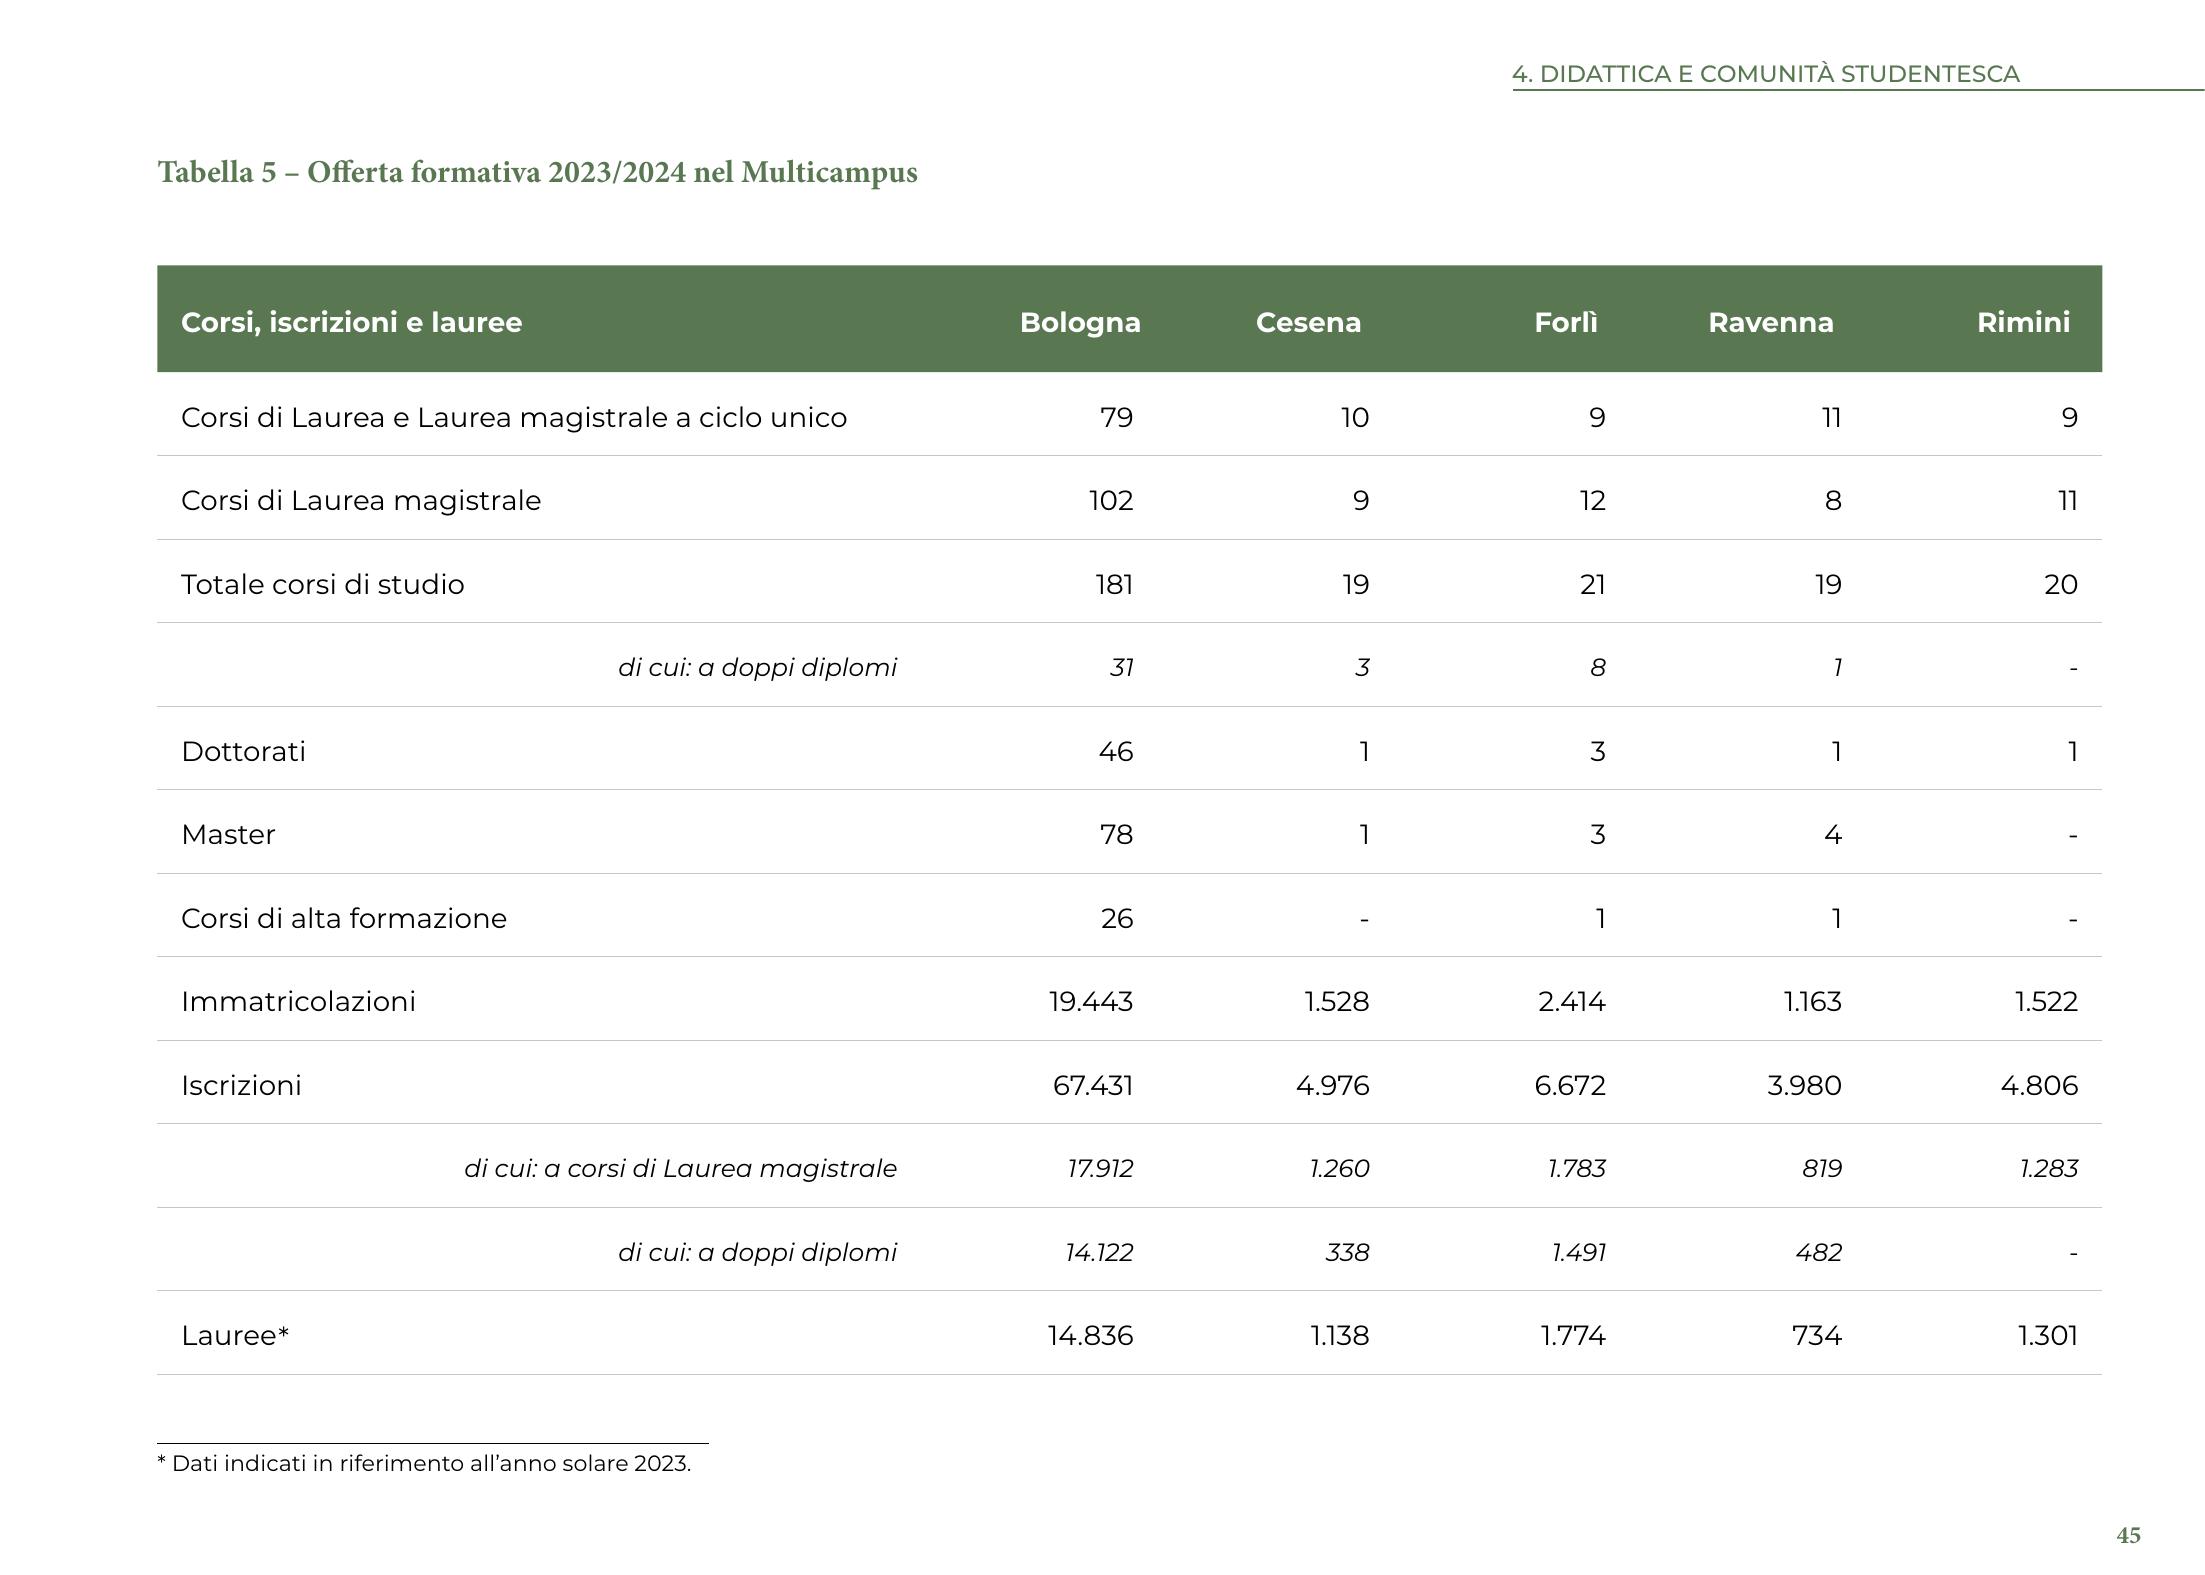 4. DIDATTICA E COMUNITÀ STUDENTESCA
Tabella 5 – Offerta formativa 2023/2024 nel Multicampus
Corsi, iscrizioni e lauree Bologna Cesena Forlì Ravenna Rimini
Corsi di Laurea e Laurea magistrale a ciclo unico 79 10 9 11 9
Corsi di Laurea magistrale 102 9 12 8 11
Totale corsi di studio 181 19 21 19 20
di cui: a doppi diplomi 31 3 8 1 -
Dottorati 46 1 3 1 1
Master 78 1 3 4 -
Corsi di alta formazione 26 - 1 1 -
Immatricolazioni 19.443 1.528 2.414 1.163 1.522
Iscrizioni 67.431 4.976 6.672 3.980 4.806
di cui: a corsi di Laurea magistrale 17.912 1.260 1.783 819 1.283
di cui: a doppi diplomi 14.122 338 1.491 482 -
Lauree* 14.836 1.138 1.774 734 1.301
* Dati indicati in riferimento all’anno solare 2023.
45